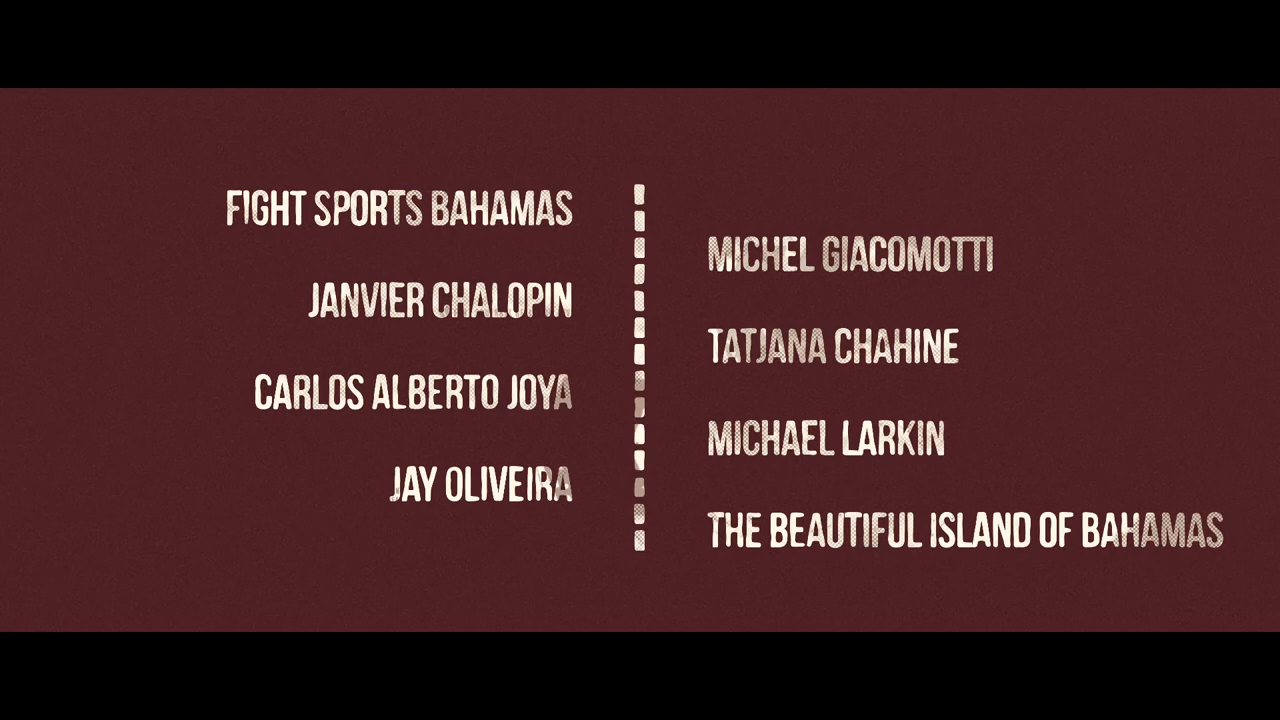 FIGHT SPORTS BAHAMAS
MICHEL GIACOMOTTI
JANVIER CHALOPIN
TATJANA CHAHINE
CARLOS ALBERTO JOYA
MICHAEL LARKIN
JAY OLIVEIRA
THE BEAUTIFUL ISLAND OF BAHAMAS